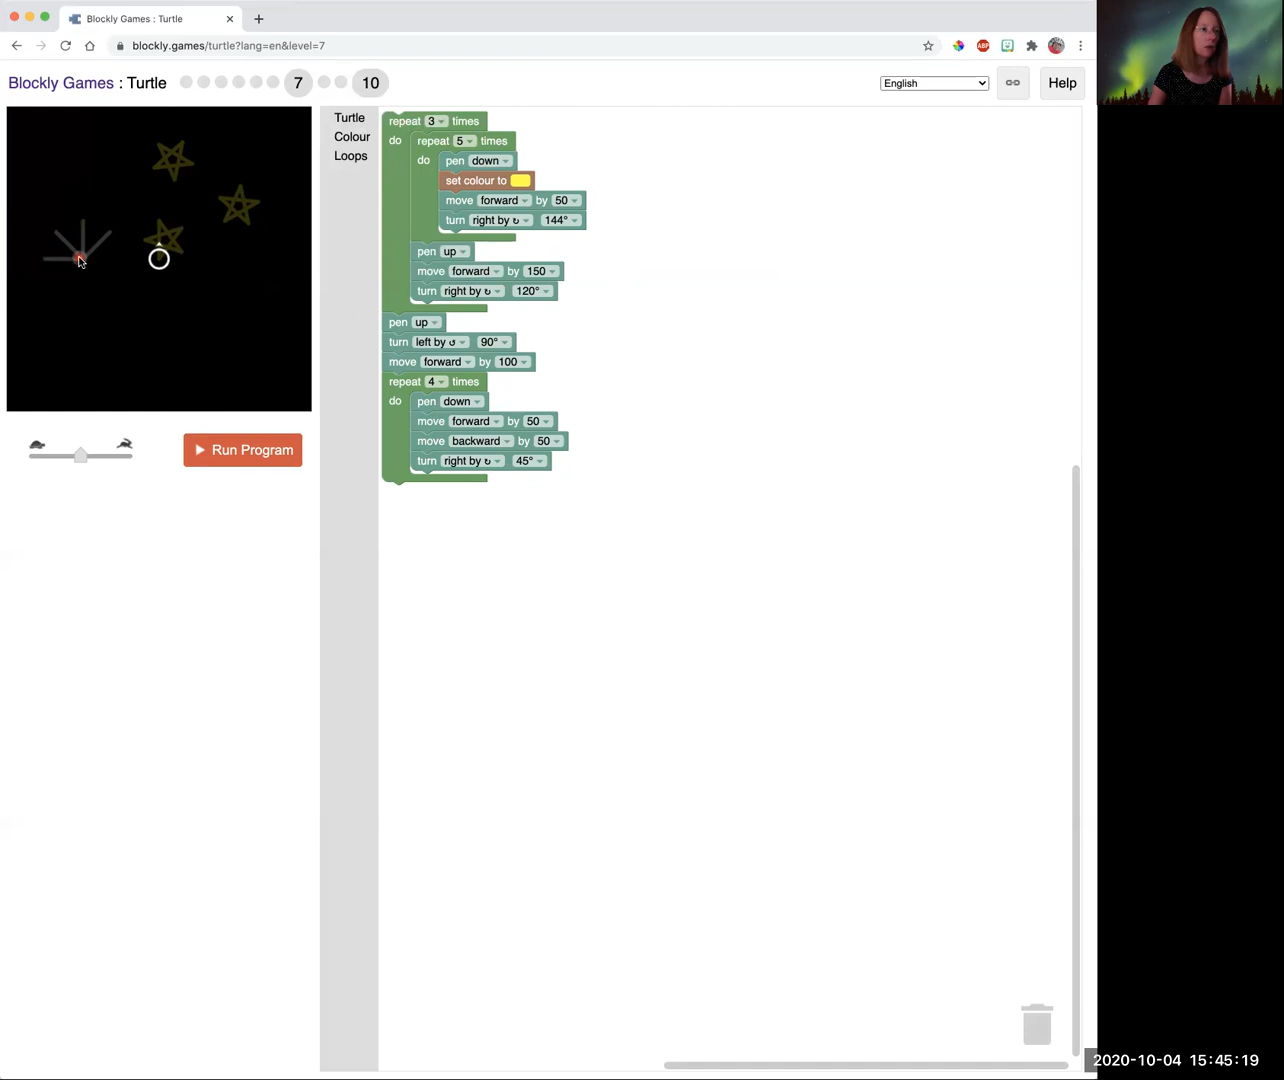 Blockly Games : Turtle
blockly.games/turtle?lang=en&level=7
ABP
Blockly Games : Turtle 7 10
English
Help
Turtle
Colour
Loops
Run Program
repeat 3 times
do repeat 5 times
do pen down
set colour to
move forward by 50
turn right by ↻ 144°
pen up
move forward by 150
turn right by ↻ 120°
pen up
turn left by ↺ 90°
move forward by 100
repeat 4 times
do pen down
move forward by 50
move backward by 50
turn right by ↻ 45°
2020-10-04 15:45:19